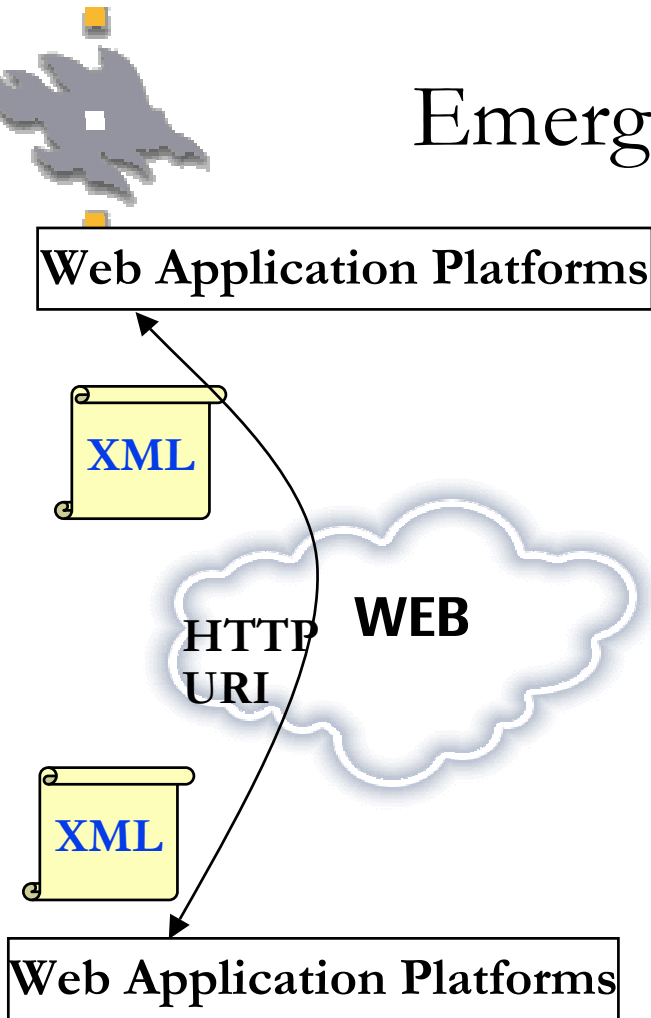 Emerg
Web Application Platforms
XML
WEB
HTTP
URI
XML
Web Application Platforms